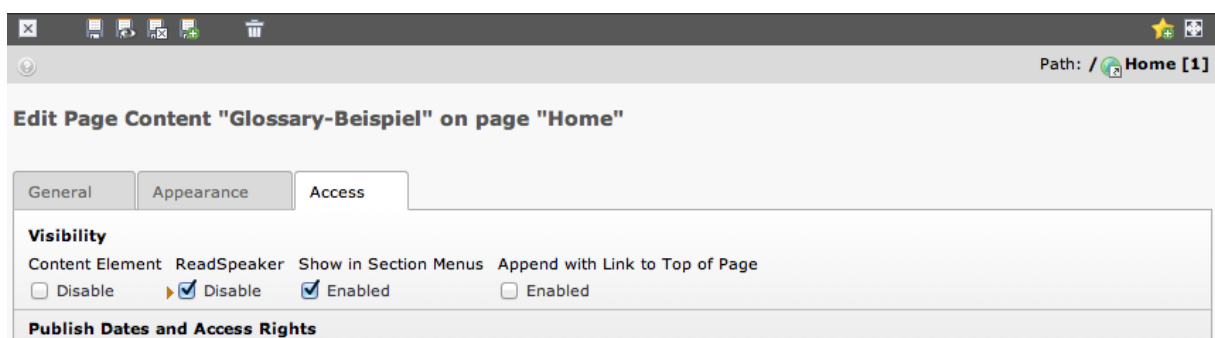 Path: / Home [1]
Edit Page Content "Glossary-Beispiel" on page "Home"
General Appearance Access
Visibility
Content Element ReadSpeaker Show in Section Menus Append with Link to Top of Page
Disable Disable Enabled Enabled
Publish Dates and Access Rights